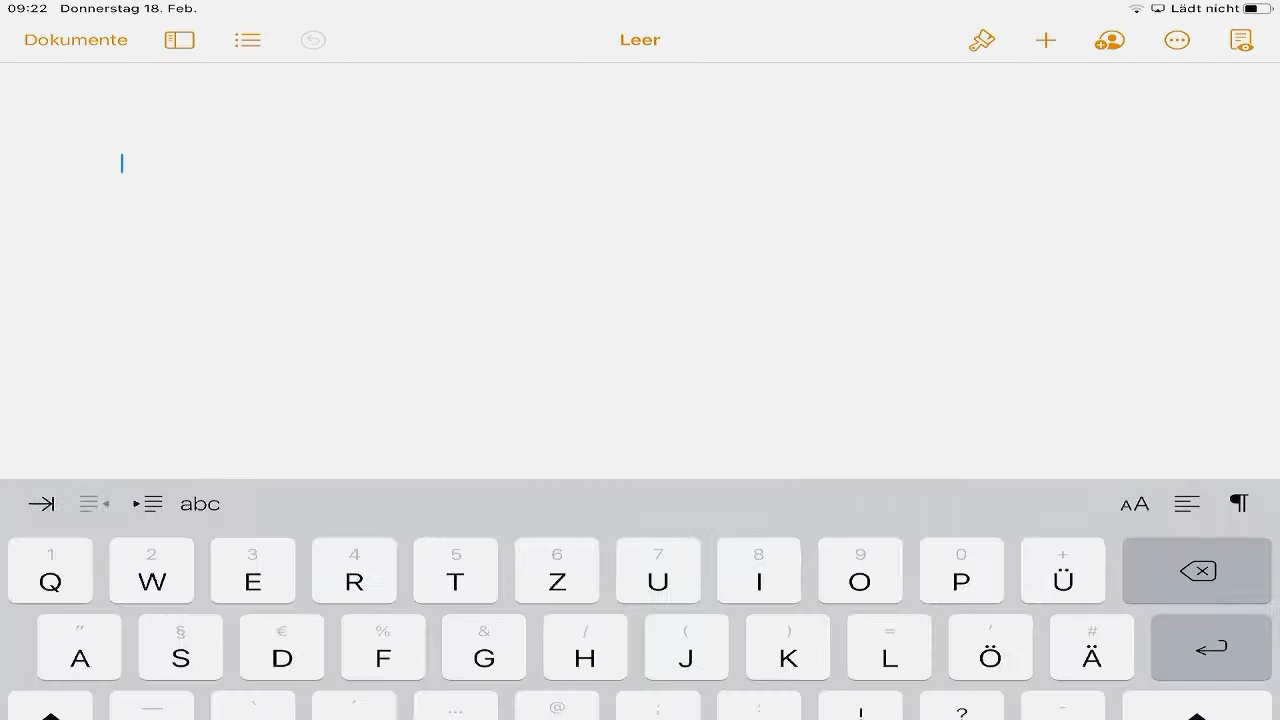 09:22 Donnerstag 18. Feb. Lädt nicht
Dokumente Leer
abc AA ¶
1 2 3 4 5 6 7 8 9 0 +
Q W E R T Z U I O P Ü
" § € % & / ( ) = ' #
A S D F G H J K L Ö Ä
— ` ´ ... @ ; : ! ? -